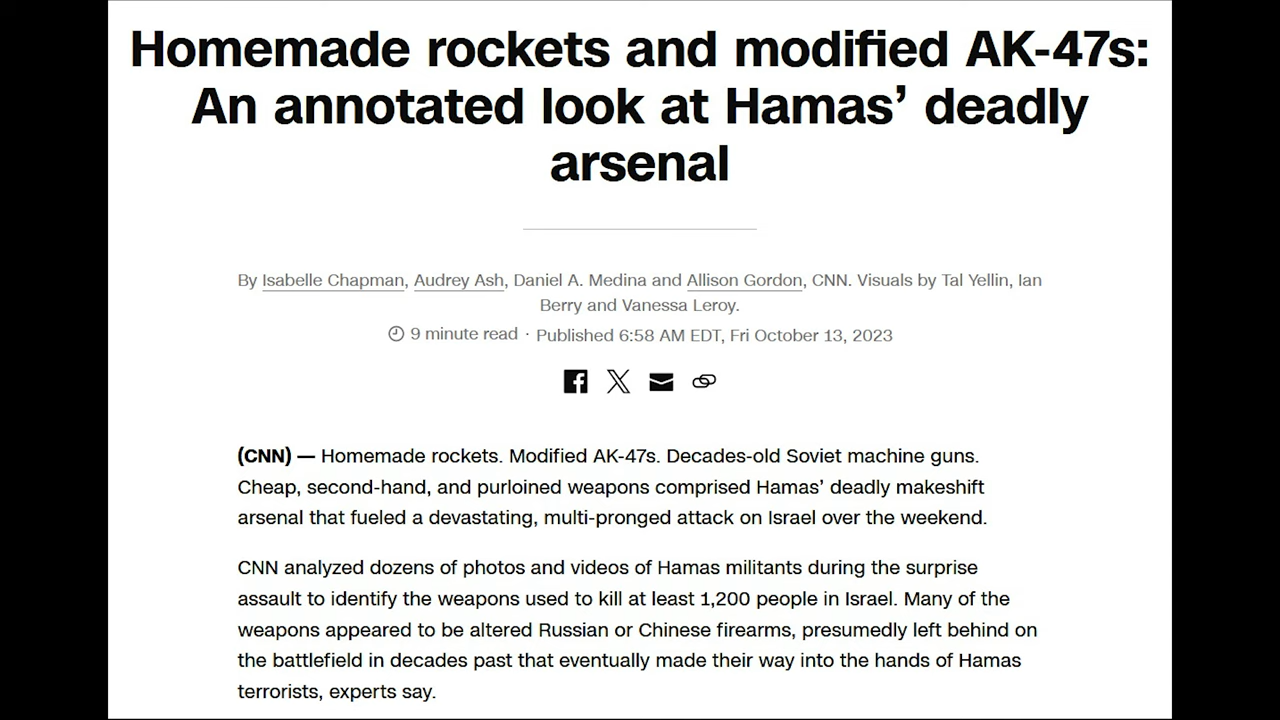 Homemade rockets and modified AK-47s:
An annotated look at Hamas’ deadly
arsenal
By Isabelle Chapman, Audrey Ash, Daniel A. Medina and Allison Gordon, CNN. Visuals by Tal Yellin, Ian
Berry and Vanessa Leroy.
9 minute read · Published 6:58 AM EDT, Fri October 13, 2023
(CNN) — Homemade rockets. Modified AK-47s. Decades-old Soviet machine guns.
Cheap, second-hand, and purloined weapons comprised Hamas’ deadly makeshift
arsenal that fueled a devastating, multi-pronged attack on Israel over the weekend.
CNN analyzed dozens of photos and videos of Hamas militants during the surprise
assault to identify the weapons used to kill at least 1,200 people in Israel. Many of the
weapons appeared to be altered Russian or Chinese firearms, presumedly left behind on
the battlefield in decades past that eventually made their way into the hands of Hamas
terrorists, experts say.